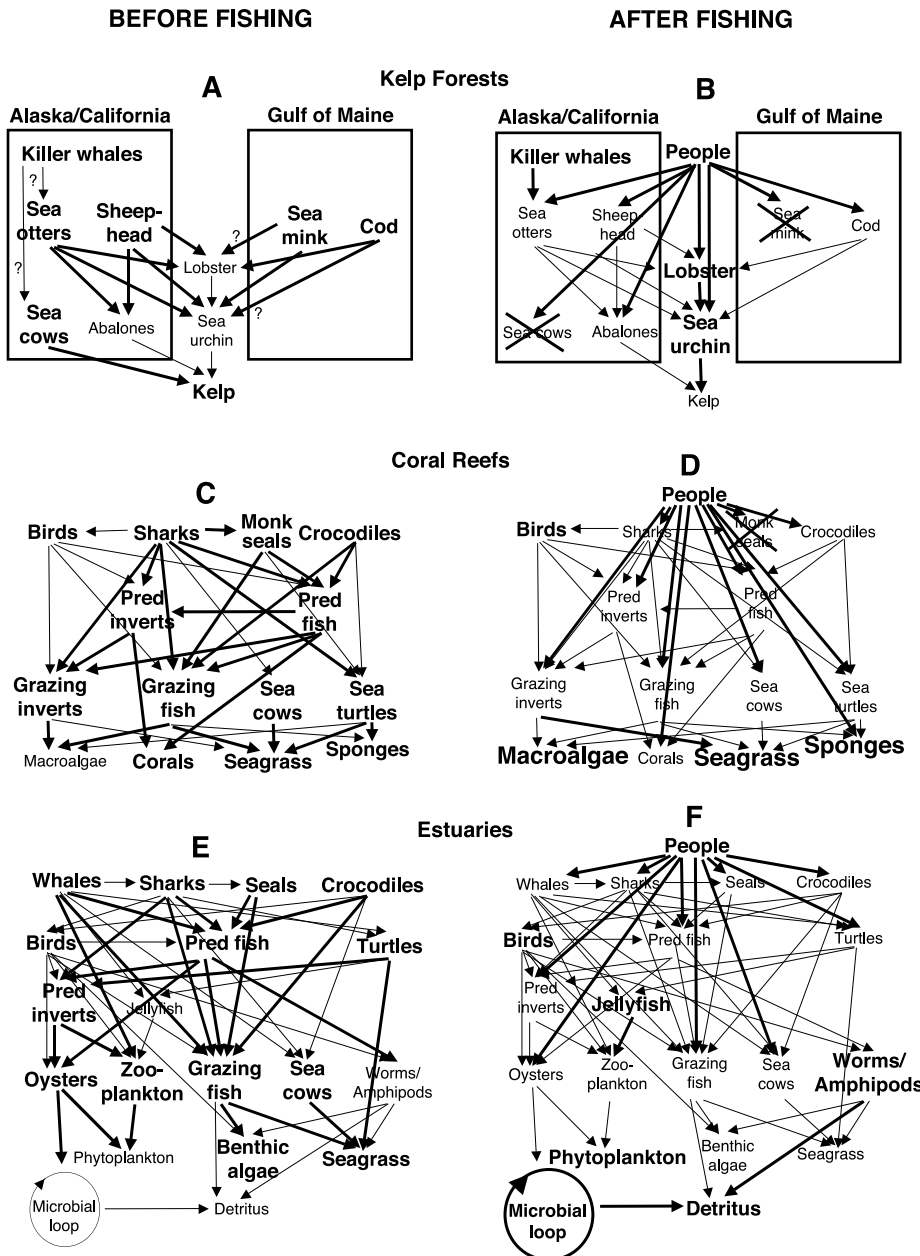 BEFORE FISHING
AFTER FISHING
Kelp Forests
A
Alaska/California
Gulf of Maine
Killer whales
?
Sea
otters
Sheep-
head
?
Sea
mink
Cod
Lobster
?
Sea
cows
Abalones
Sea
urchin
?
Kelp
B
Alaska/California
Gulf of Maine
Killer whales
People
Sea
otters
Sheep-
head
Sea
mink
Cod
Lobster
Sea cows
Abalones
Sea
urchin
Kelp
Coral Reefs
C
Birds
Sharks
Monk
seals
Crocodiles
Pred
inverts
Pred
fish
Grazing
inverts
Grazing
fish
Sea
cows
Sea
turtles
Macroalgae
Corals
Seagrass
Sponges
D
People
Birds
Sharks
Monk
seals
Crocodiles
Pred
inverts
Pred
fish
Grazing
inverts
Grazing
fish
Sea
cows
Sea
turtles
Macroalgae
Corals
Seagrass
Sponges
Estuaries
E
Whales
Sharks
Seals
Crocodiles
Birds
Pred fish
Turtles
Pred
inverts
Jellyfish
Oysters
Zoo-
plankton
Grazing
fish
Sea
cows
Worms/
Amphipods
Phytoplankton
Benthic
algae
Seagrass
Microbial
loop
Detritus
F
People
Whales
Sharks
Seals
Crocodiles
Birds
Pred fish
Turtles
Pred
inverts
Jellyfish
Oysters
Zoo-
plankton
Grazing
fish
Sea
cows
Worms/
Amphipods
Phytoplankton
Benthic
algae
Seagrass
Microbial
loop
Detritus